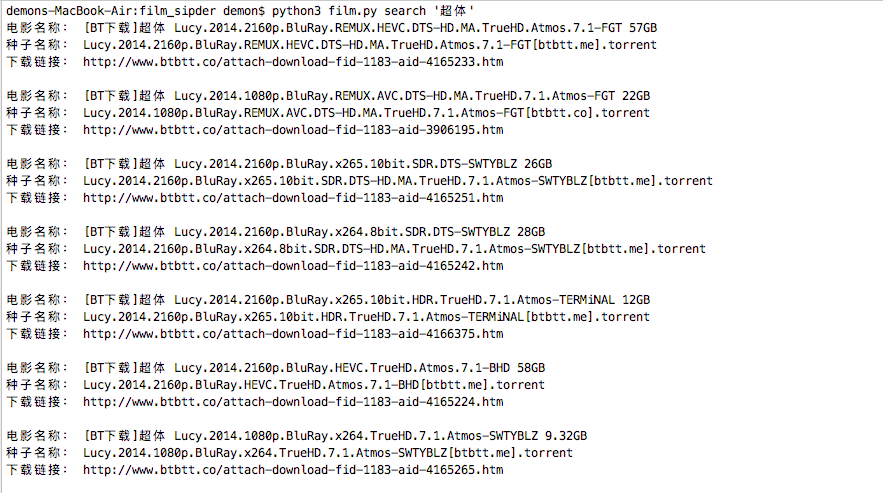 demons-MacBook-Air:film_sipder demon$ python3 film.py search '超体'
电影名称： [BT下载]超体 Lucy.2014.2160p.BluRay.REMUX.HEVC.DTS-HD.MA.TrueHD.Atmos.7.1-FGT 57GB
种子名称： Lucy.2014.2160p.BluRay.REMUX.HEVC.DTS-HD.MA.TrueHD.Atmos.7.1-FGT[btbtt.me].torrent
下载链接： http://www.btbtt.co/attach-download-fid-1183-aid-4165233.htm
电影名称： [BT下载]超体 Lucy.2014.1080p.BluRay.REMUX.AVC.DTS-HD.MA.TrueHD.7.1.Atmos-FGT 22GB
种子名称： Lucy.2014.1080p.BluRay.REMUX.AVC.DTS-HD.MA.TrueHD.7.1.Atmos-FGT[btbtt.co].torrent
下载链接： http://www.btbtt.co/attach-download-fid-1183-aid-3906195.htm
电影名称： [BT下载]超体 Lucy.2014.2160p.BluRay.x265.10bit.SDR.DTS-SWTYBLZ 26GB
种子名称： Lucy.2014.2160p.BluRay.x265.10bit.SDR.DTS-HD.MA.TrueHD.7.1.Atmos-SWTYBLZ[btbtt.me].torrent
下载链接： http://www.btbtt.co/attach-download-fid-1183-aid-4165251.htm
电影名称： [BT下载]超体 Lucy.2014.2160p.BluRay.x264.8bit.SDR.DTS-SWTYBLZ 28GB
种子名称： Lucy.2014.2160p.BluRay.x264.8bit.SDR.DTS-HD.MA.TrueHD.7.1.Atmos-SWTYBLZ[btbtt.me].torrent
下载链接： http://www.btbtt.co/attach-download-fid-1183-aid-4165242.htm
电影名称： [BT下载]超体 Lucy.2014.2160p.BluRay.x265.10bit.HDR.TrueHD.7.1.Atmos-TERMiNAL 12GB
种子名称： Lucy.2014.2160p.BluRay.x265.10bit.HDR.TrueHD.7.1.Atmos-TERMiNAL[btbtt.me].torrent
下载链接： http://www.btbtt.co/attach-download-fid-1183-aid-4166375.htm
电影名称： [BT下载]超体 Lucy.2014.2160p.BluRay.HEVC.TrueHD.Atmos.7.1-BHD 58GB
种子名称： Lucy.2014.2160p.BluRay.HEVC.TrueHD.Atmos.7.1-BHD[btbtt.me].torrent
下载链接： http://www.btbtt.co/attach-download-fid-1183-aid-4165224.htm
电影名称： [BT下载]超体 Lucy.2014.1080p.BluRay.x264.TrueHD.7.1.Atmos-SWTYBLZ 9.32GB
种子名称： Lucy.2014.1080p.BluRay.x264.TrueHD.7.1.Atmos-SWTYBLZ[btbtt.me].torrent
下载链接： http://www.btbtt.co/attach-download-fid-1183-aid-4165265.htm